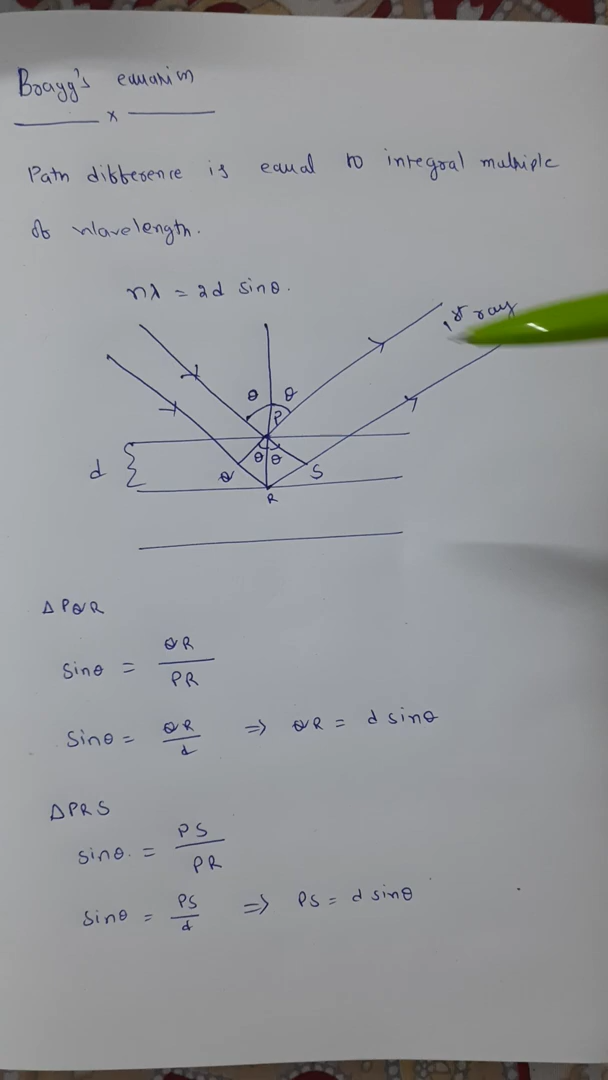 Bragg's equation
x
Path difference is equal to integral multiple
of wavelength.
nλ = 2d sinθ.
1st ray
θ θ
P
d
θ θ
Q S
R
Δ PQR
Sinθ = QR / PR
Sinθ = QR / d => QR = d sinθ
ΔPRS
Sinθ. = PS / PR
Sinθ = PS / d => PS = d sinθ